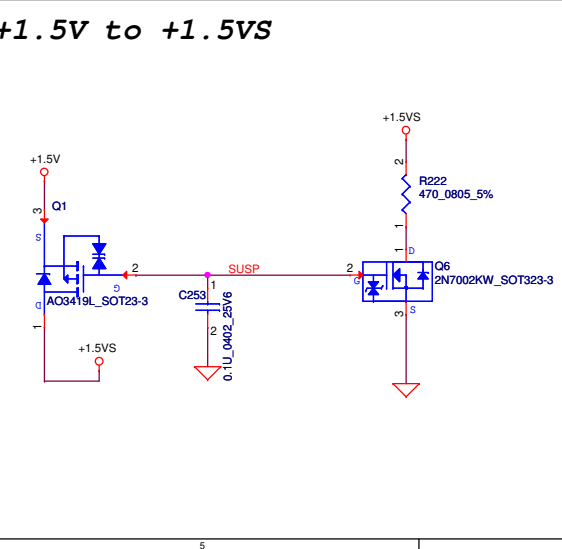 +1.5V to +1.5VS
+1.5VS
+1.5V
2
R222
470_0805_5%
3
Q1
1
S
1
D
2
SUSP
2
Q6
G
G
2N7002KW_SOT323-3
C253
1
D
AO3419L_SOT23-3
0.1U_0402_25V6
1
2
3
S
+1.5VS
5